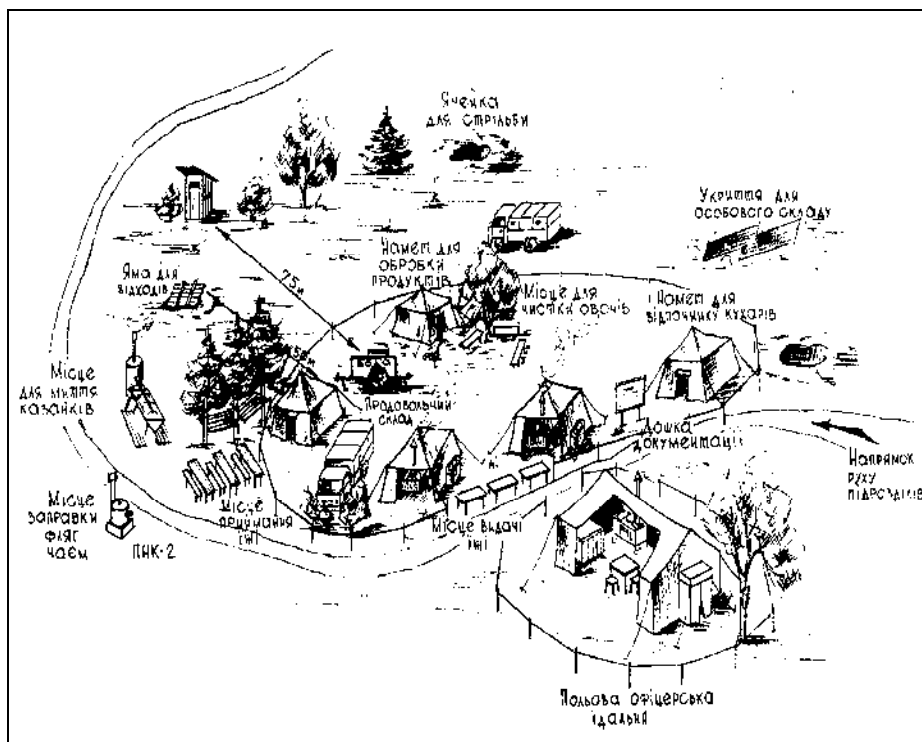 Ячейка
для стрільби
Укриття для
особового складу
75м
Намет для
обробки
продуктів
Яма для
відходів
Місце для
чистки овочів
Намет для
відпочинку кухарів
Місце
для миття
казанків
Продовольчий
склад
Дошка
документації
Напрямок
руху
підрозділів
Місце
заправки
фляг
чаєм
ПНК-2
Місце
приймання
їжі
Місце видачі
їжі
Польова офіцерська
їдальня